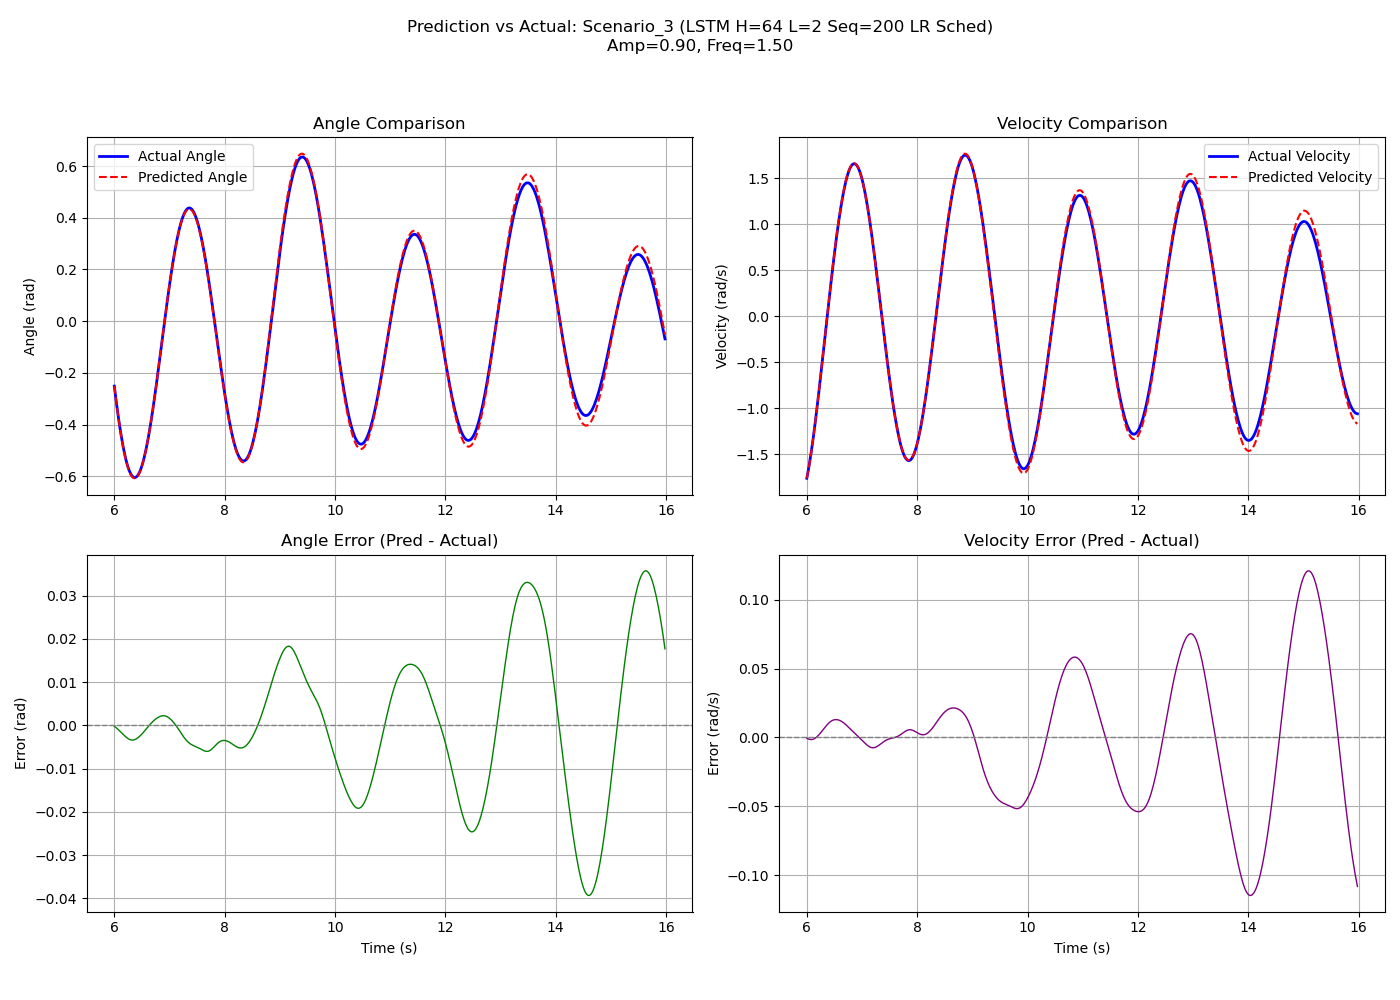 Prediction vs Actual: Scenario_3 (LSTM H=64 L=2 Seq=200 LR Sched)
Amp=0.90, Freq=1.50
Angle Comparison
Actual Angle
Predicted Angle
Angle (rad)
0.6
0.4
0.2
0.0
−0.2
−0.4
−0.6
6 8 10 12 14 16
Velocity Comparison
Actual Velocity
Predicted Velocity
Velocity (rad/s)
1.5
1.0
0.5
0.0
−0.5
−1.0
−1.5
6 8 10 12 14 16
Angle Error (Pred - Actual)
Error (rad)
0.03
0.02
0.01
0.00
−0.01
−0.02
−0.03
−0.04
6 8 10 12 14 16
Time (s)
Velocity Error (Pred - Actual)
Error (rad/s)
0.10
0.05
0.00
−0.05
−0.10
6 8 10 12 14 16
Time (s)